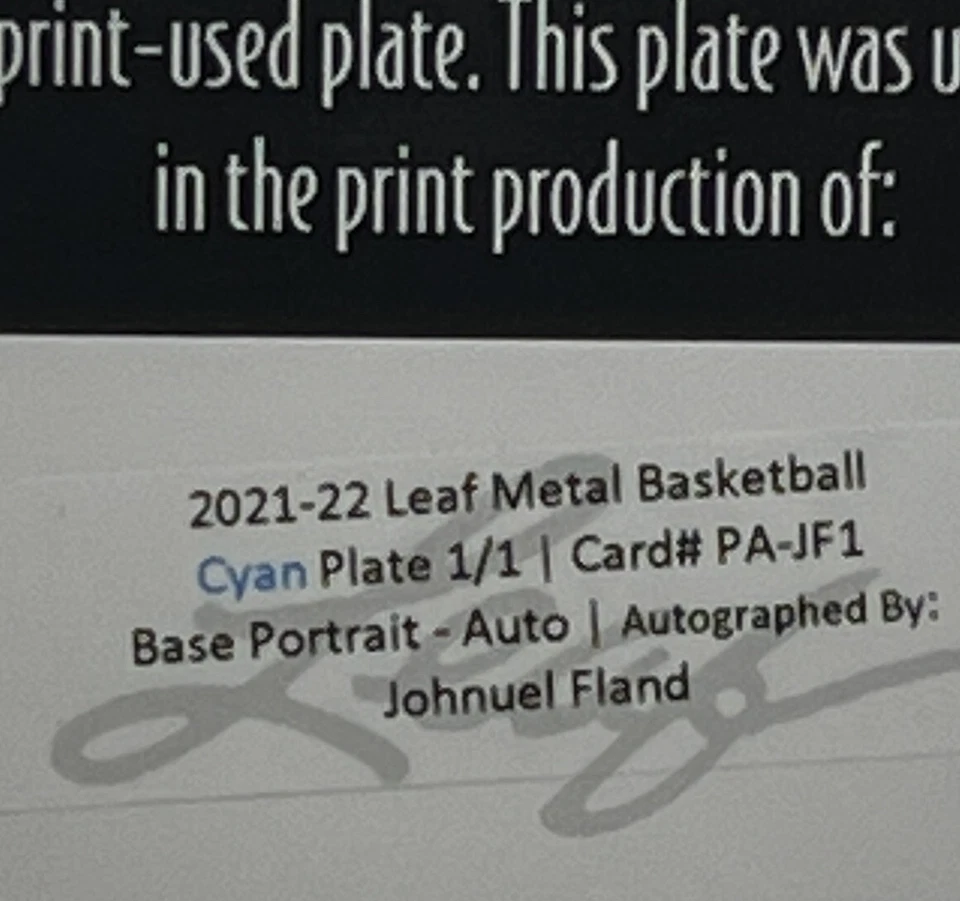 print-used plate. This plate was u
in the print production of:
2021-22 Leaf Metal Basketball
Cyan Plate 1/1 | Card# PA-JF1
Base Portrait - Auto | Autographed By:
Johnuel Fland
Leaf